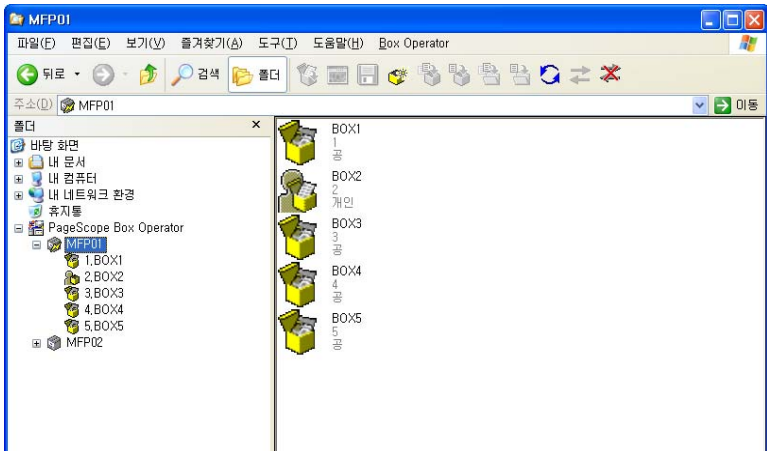 MFP01
파일(F) 편집(E) 보기(V) 즐겨찾기(A) 도구(T) 도움말(H) Box Operator
뒤로 검색 폴더
주소(D) MFP01 이동
폴더 ×
바탕 화면
내 문서
내 컴퓨터
내 네트워크 환경
휴지통
PageScope Box Operator
MFP01
1,BOX1
2,BOX2
3,BOX3
4,BOX4
5,BOX5
MFP02
BOX1
1
공
BOX2
2
개인
BOX3
3
공
BOX4
4
공
BOX5
5
공